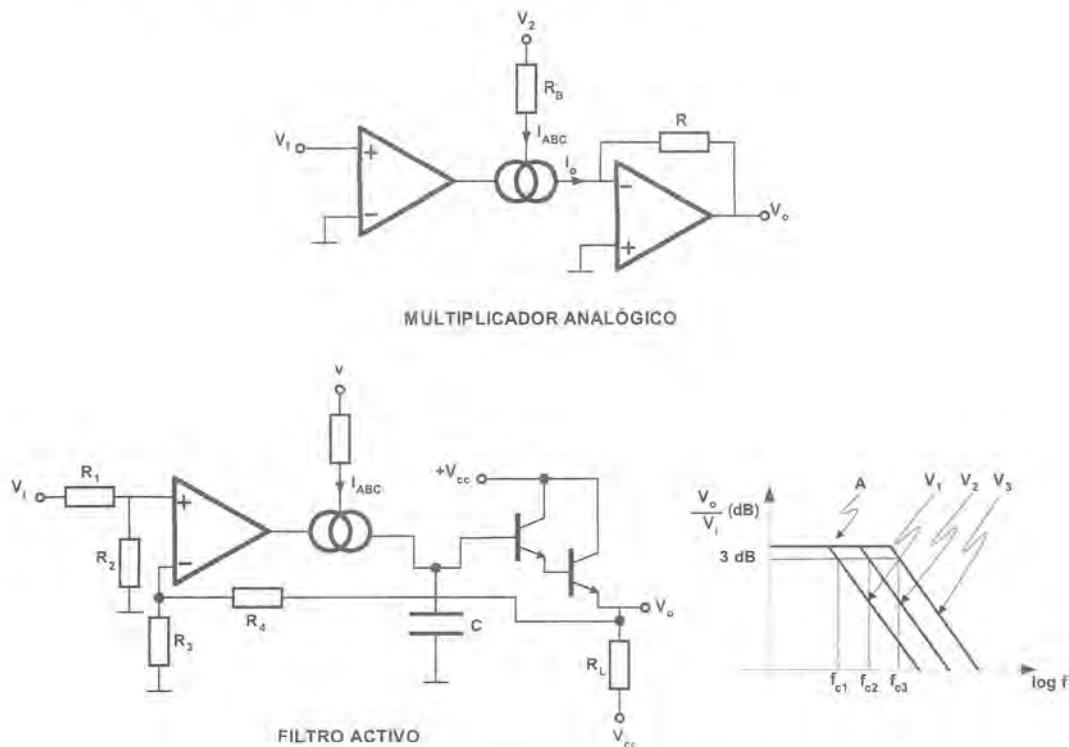 V₂
R_B
I_ABC
V₁
+
−
I_o
R
−
+
V_o
MULTIPLICADOR ANALÓGICO
V
I_ABC
V_i
R₁
R₂
+
−
R₃
R₄
C
+V_cc
V_o
R_L
V_cc
FILTRO ACTIVO
V_o
V_i
(dB)
3 dB
A
V₁
V₂
V₃
f_c1
f_c2
f_c3
log f